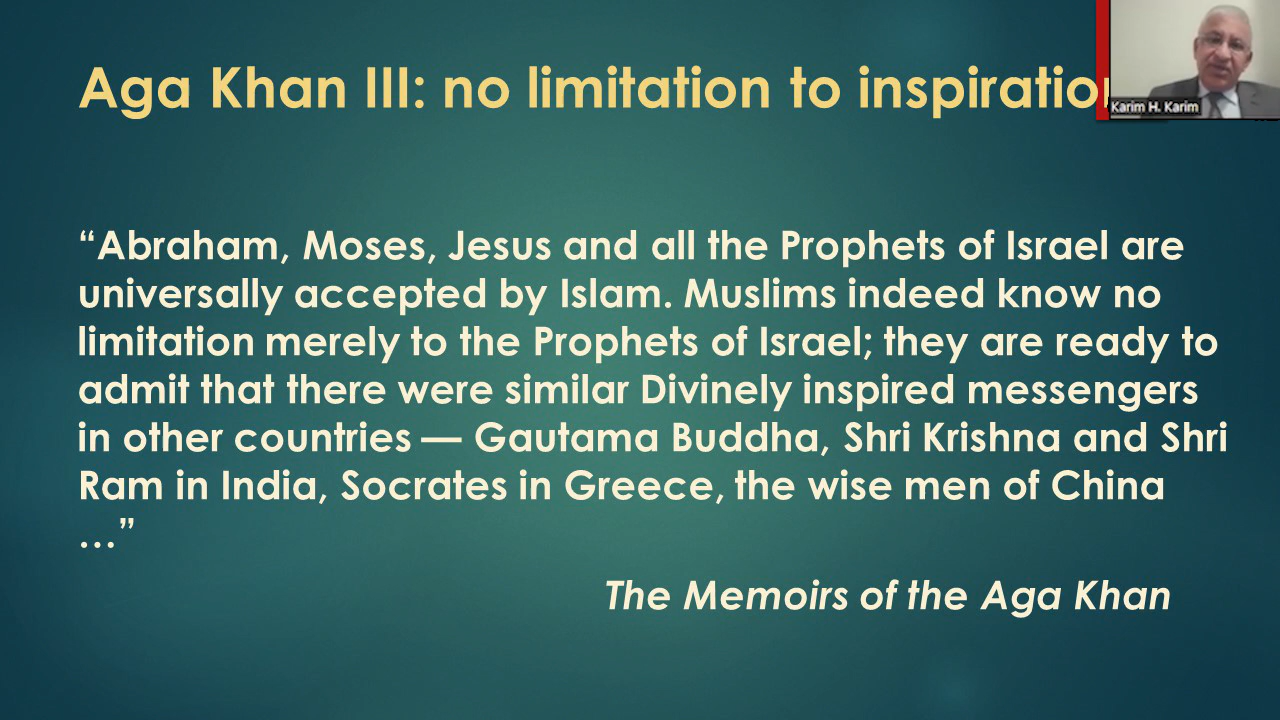 Aga Khan III: no limitation to inspiration
Karim H. Karim
“Abraham, Moses, Jesus and all the Prophets of Israel are
universally accepted by Islam. Muslims indeed know no
limitation merely to the Prophets of Israel; they are ready to
admit that there were similar Divinely inspired messengers
in other countries — Gautama Buddha, Shri Krishna and Shri
Ram in India, Socrates in Greece, the wise men of China
…”
The Memoirs of the Aga Khan